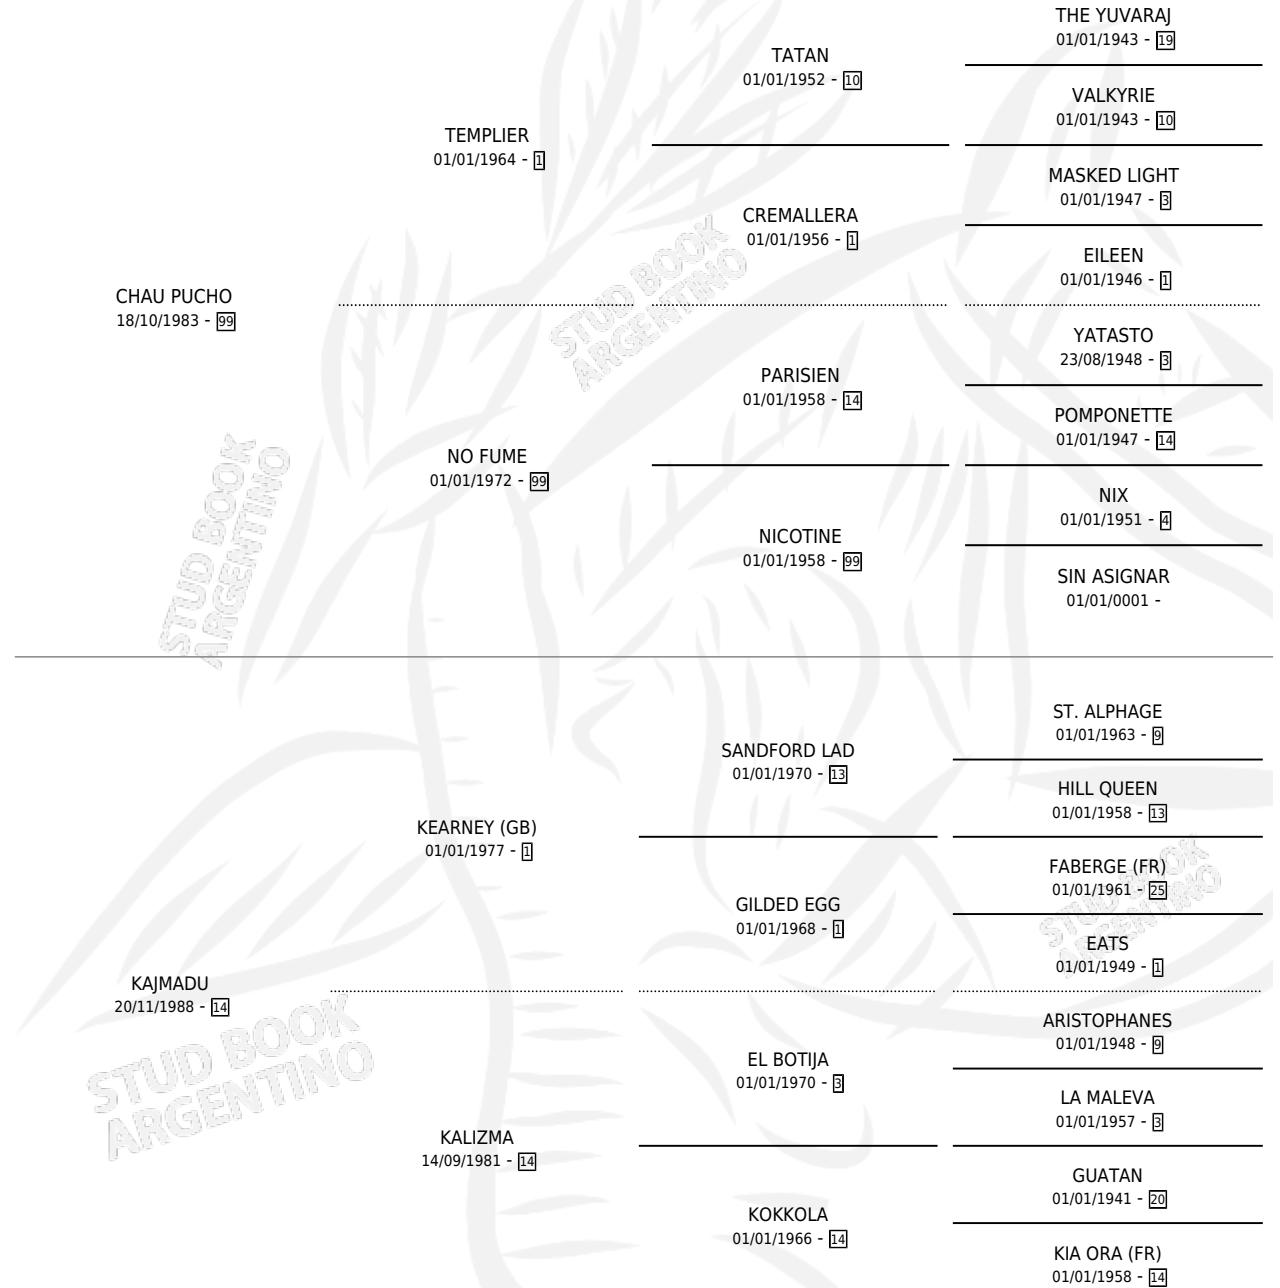 THE YUVARAJ
01/01/1943 - 19
TATAN
01/01/1952 - 10
VALKYRIE
01/01/1943 - 10
TEMPLIER
01/01/1964 - 1
MASKED LIGHT
01/01/1947 - 3
CREMALLERA
01/01/1956 - 1
EILEEN
01/01/1946 - 1
CHAU PUCHO
18/10/1983 - 99
YATASTO
23/08/1948 - 3
PARISIEN
01/01/1958 - 14
POMPONETTE
01/01/1947 - 14
NO FUME
01/01/1972 - 99
NIX
01/01/1951 - 4
NICOTINE
01/01/1958 - 99
SIN ASIGNAR
01/01/0001 -
STUD BOOK
ARGENTINO
STUD BOOK
ARGENTINO
ST. ALPHAGE
01/01/1963 - 9
SANDFORD LAD
01/01/1970 - 13
HILL QUEEN
01/01/1958 - 13
KEARNEY (GB)
01/01/1977 - 1
FABERGE (FR)
01/01/1961 - 25
GILDED EGG
01/01/1968 - 1
EATS
01/01/1949 - 1
KAJMADU
20/11/1988 - 14
ARISTOPHANES
01/01/1948 - 9
EL BOTIJA
01/01/1970 - 3
LA MALEVA
01/01/1957 - 3
KALIZMA
14/09/1981 - 14
GUATAN
01/01/1941 - 20
KOKKOLA
01/01/1966 - 14
KIA ORA (FR)
01/01/1958 - 14
STUD BOOK
ARGENTINO
STUD BOOK
ARGENTINO